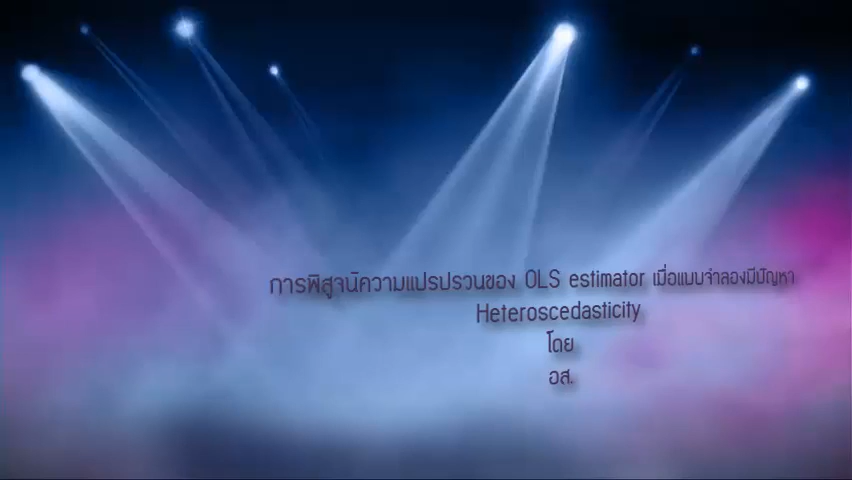 การพิสูจน์ความแปรปรวนของ OLS estimator เมื่อแบบจำลองมีปัญหา
Heteroscedasticity
โดย
อส.